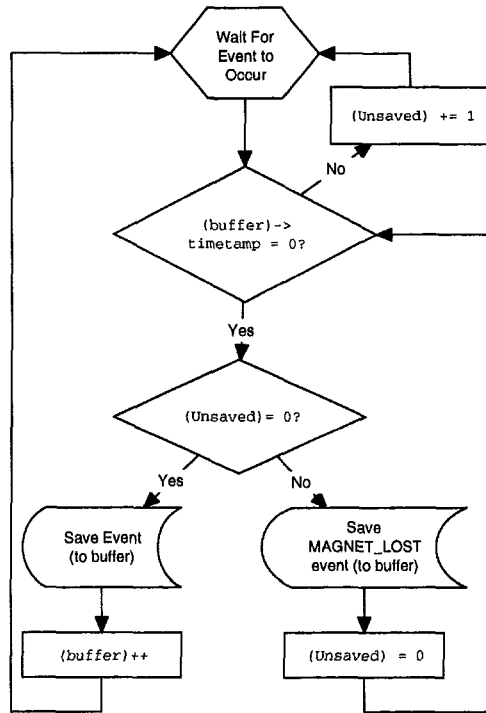 Wait For
Event to
Occur
(Unsaved) += 1
No
(buffer)->
timetamp = 0?
Yes
(Unsaved)= 0?
Yes
No
Save Event
(to buffer)
Save
MAGNET_LOST
event (to buffer)
(buffer)++
(Unsaved) = 0